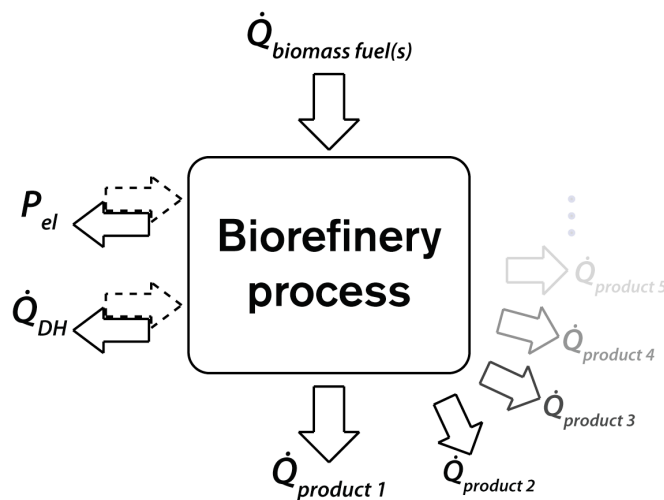 Q̇biomass fuel(s)
Pel
Biorefinery
process
Q̇DH
Q̇product 5
Q̇product 4
Q̇product 3
Q̇product 2
Q̇product 1